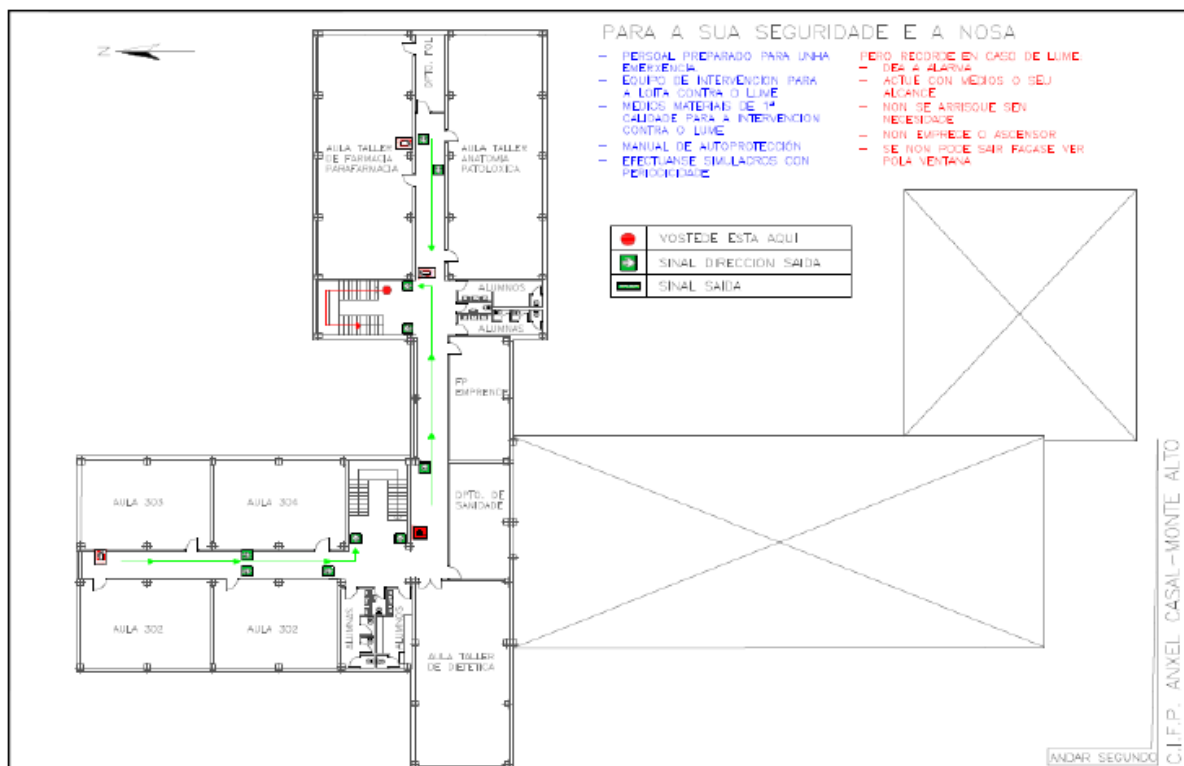 PARA A SUA SEGURIDADE E A NOSA
- PERSOAL PREPARADO PARA UNHA
EMERXENCIA
- EQUIPO DE INTERVENCION PARA
A LOITA CONTRA O LUME
- MEDIOS MATERIAIS DE 1ª
CALIDADE PARA A INTERVENCION
CONTRA O LUME
- MANUAL DE AUTOPROTECCIÓN
- EFECTUANSE SIMULACROS CON
PERIOCICIDADE
PERO RECORDE EN CASO DE LUME
- DEA A ALARMA
- ACTUE CON MEDIOS O SEU
ALCANCE
- NON SE ARRISQUE SEN
NECESIDADE
- NON EMPREGE O ASCENSOR
- SE NON PODE SAIR FAGASE VER
POLA VENTANA
VOSTEDE ESTA AQUI
SINAL DIRECCION SAIDA
SINAL SAIDA
N
DPTO. FOL
AULA TALLER
DE FARMACIA
PARAFARMACIA
AULA TALLER
ANATOMIA
PATOLOXICA
ALUMNOS
ALUMNAS
FP
EMPRENDE
DPTO. DE
SANIDADE
AULA 303
AULA 304
AULA 302
AULA 302
ALUMNAS
ALUMNOS
AULA TALLER
DE DIETETICA
ANDAR SEGUNDO
C.I.F.P. ANXEL CASAL-MONTE ALTO